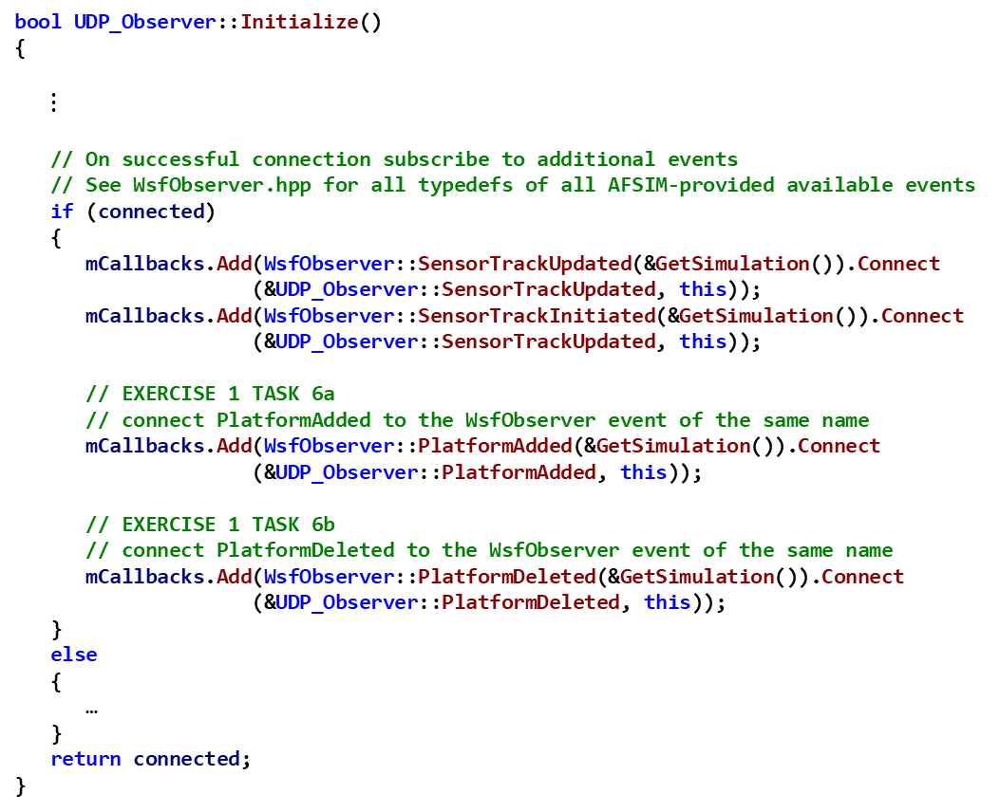 bool UDP_Observer::Initialize()
{
⋮
// On successful connection subscribe to additional events
// See WsfObserver.hpp for all typedefs of all AFSIM-provided available events
if (connected)
{
mCallbacks.Add(WsfObserver::SensorTrackUpdated(&GetSimulation()).Connect
(&UDP_Observer::SensorTrackUpdated, this));
mCallbacks.Add(WsfObserver::SensorTrackInitiated(&GetSimulation()).Connect
(&UDP_Observer::SensorTrackUpdated, this));
// EXERCISE 1 TASK 6a
// connect PlatformAdded to the WsfObserver event of the same name
mCallbacks.Add(WsfObserver::PlatformAdded(&GetSimulation()).Connect
(&UDP_Observer::PlatformAdded, this));
// EXERCISE 1 TASK 6b
// connect PlatformDeleted to the WsfObserver event of the same name
mCallbacks.Add(WsfObserver::PlatformDeleted(&GetSimulation()).Connect
(&UDP_Observer::PlatformDeleted, this));
}
else
{
…
}
return connected;
}